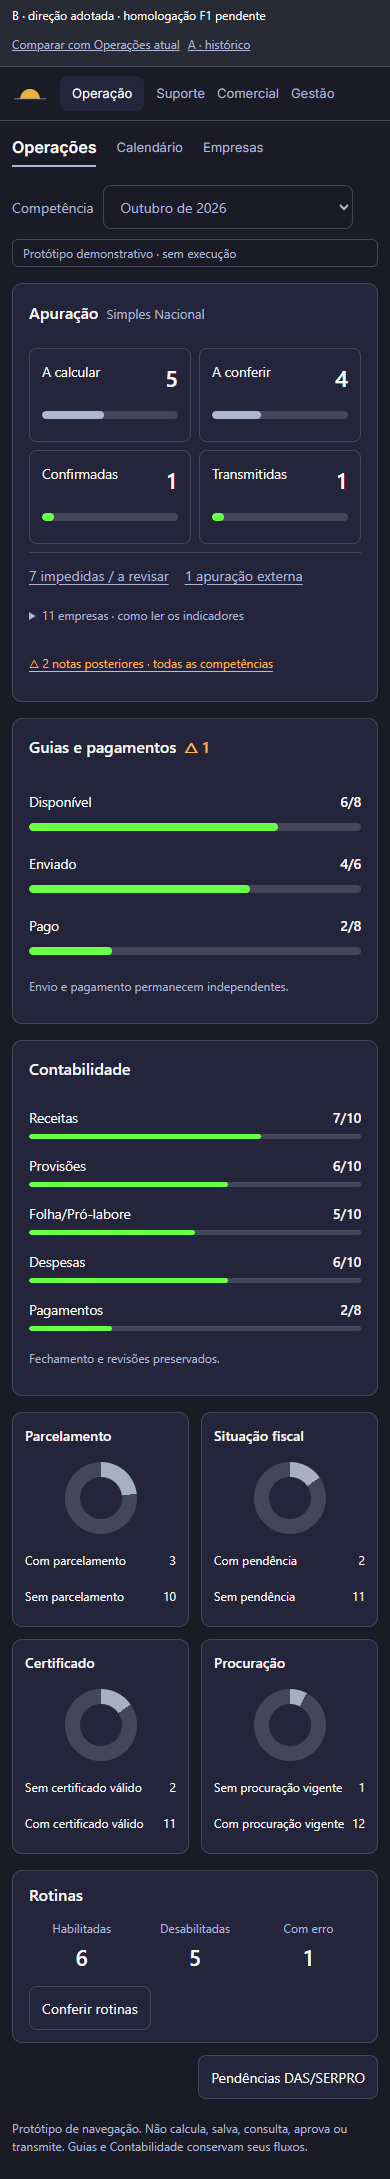 B · direção adotada · homologação F1 pendente
Comparar com Operações atual A · histórico
Operação Suporte Comercial Gestão
Operações Calendário Empresas
Competência Outubro de 2026
Protótipo demonstrativo · sem execução
Apuração Simples Nacional
A calcular 5
A conferir 4
Confirmadas 1
Transmitidas 1
7 impedidas / a revisar 1 apuração externa
11 empresas · como ler os indicadores
△ 2 notas posteriores · todas as competências
Guias e pagamentos △ 1
Disponível 6/8
Enviado 4/6
Pago 2/8
Envio e pagamento permanecem independentes.
Contabilidade
Receitas 7/10
Provisões 6/10
Folha/Pró-labore 5/10
Despesas 6/10
Pagamentos 2/8
Fechamento e revisões preservados.
Parcelamento
Com parcelamento 3
Sem parcelamento 10
Situação fiscal
Com pendência 2
Sem pendência 11
Certificado
Sem certificado válido 2
Com certificado válido 11
Procuração
Sem procuração vigente 1
Com procuração vigente 12
Rotinas
Habilitadas Desabilitadas Com erro
6 5 1
Conferir rotinas
Pendências DAS/SERPRO
Protótipo de navegação. Não calcula, salva, consulta, aprova ou
transmite. Guias e Contabilidade conservam seus fluxos.